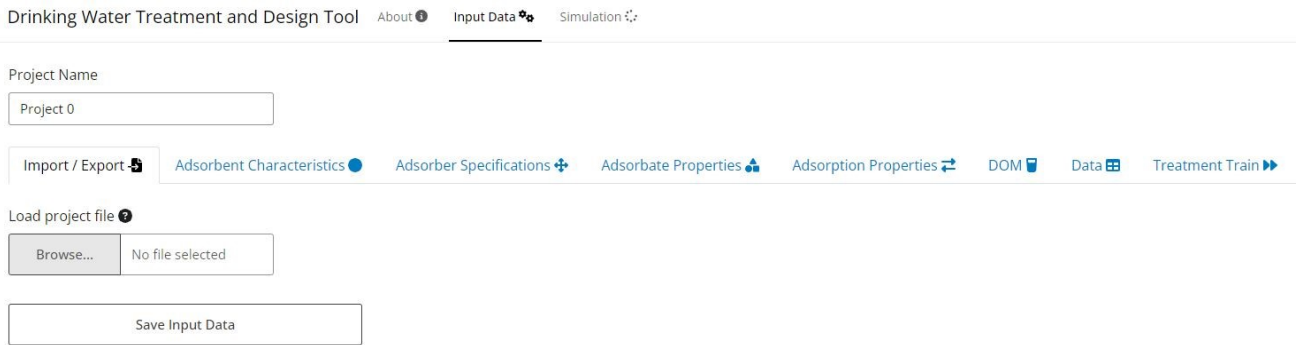 Drinking Water Treatment and Design Tool About Input Data Simulation
Project Name
Project 0
Import / Export Adsorbent Characteristics Adsorber Specifications Adsorbate Properties Adsorption Properties DOM Data Treatment Train
Load project file
Browse... No file selected
Save Input Data